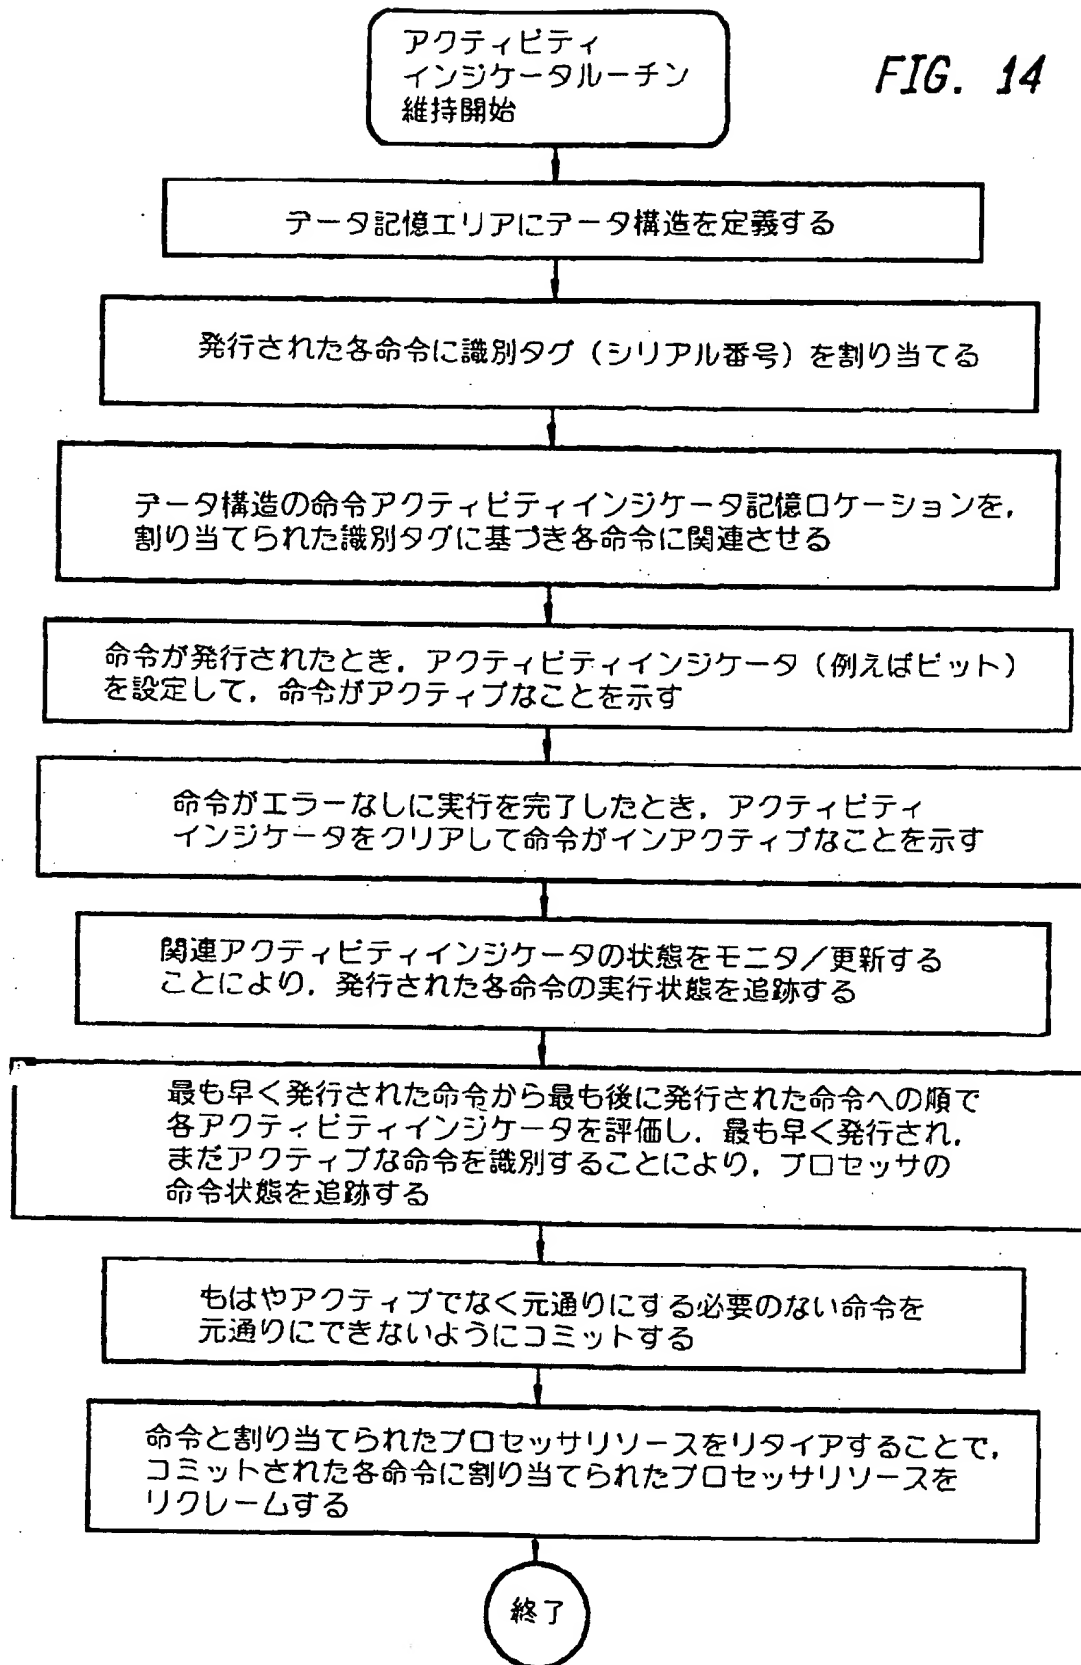 FIG. 14
アクティビティ
インジケータルーチン
維持開始
データ記憶エリアにデータ構造を定義する
発行された各命令に識別タグ（シリアル番号）を割り当てる
データ構造の命令アクティビティインジケータ記憶ロケーションを，
割り当てられた識別タグに基づき各命令に関連させる
命令が発行されたとき，アクティビティインジケータ（例えばビット）
を設定して，命令がアクティブなことを示す
命令がエラーなしに実行を完了したとき，アクティビティ
インジケータをクリアして命令がインアクティブなことを示す
関連アクティビティインジケータの状態をモニタ／更新する
ことにより，発行された各命令の実行状態を追跡する
最も早く発行された命令から最も後に発行された命令への順で
各アクティビティインジケータを評価し，最も早く発行され，
まだアクティブな命令を識別することにより，プロセッサの
命令状態を追跡する
もはやアクティブでなく元通りにする必要のない命令を
元通りにできないようにコミットする
命令と割り当てられたプロセッサリソースをリタイアすることで，
コミットされた各命令に割り当てられたプロセッサリソースを
リクレームする
終了